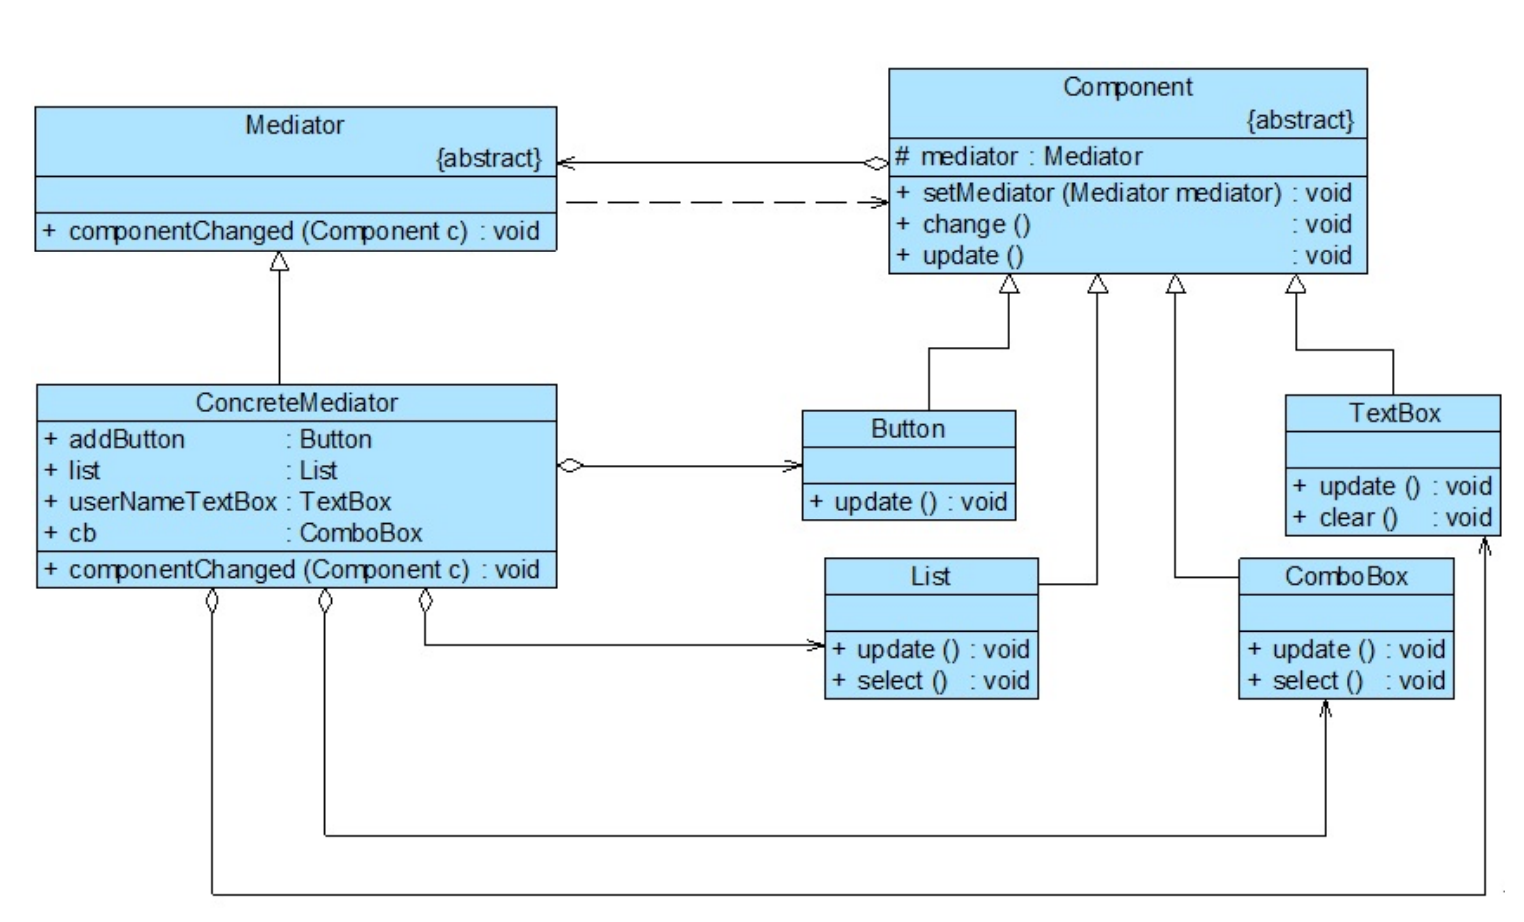 Mediator
{abstract}
+ componentChanged (Component c) : void
Component
{abstract}
# mediator : Mediator
+ setMediator (Mediator mediator) : void
+ change () : void
+ update () : void
ConcreteMediator
+ addButton : Button
+ list : List
+ userNameTextBox : TextBox
+ cb : ComboBox
+ componentChanged (Component c) : void
Button
+ update () : void
TextBox
+ update () : void
+ clear () : void
List
+ update () : void
+ select () : void
ComboBox
+ update () : void
+ select () : void